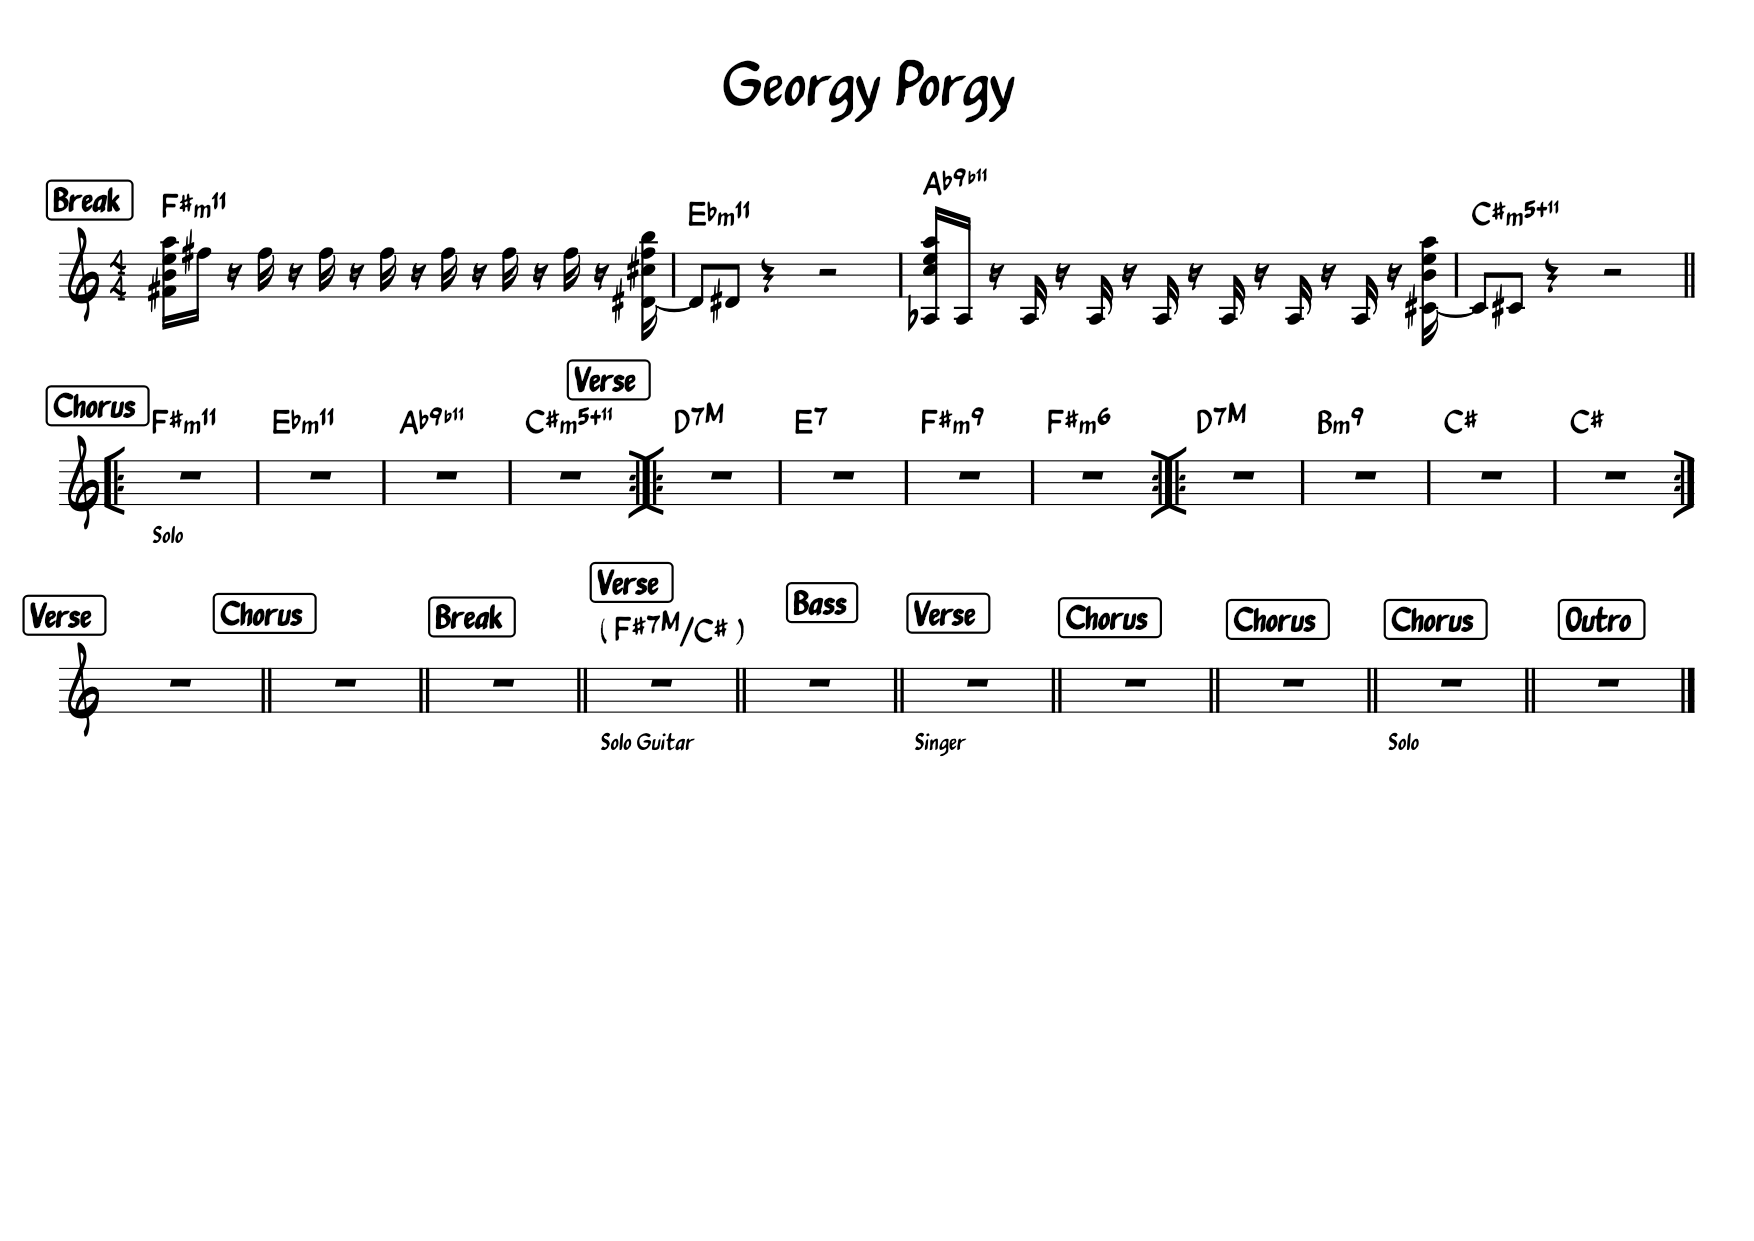 Georgy Porgy
Break F#m11 E♭m11 A♭9♭11 C#m5+11
4
4
Verse
Chorus F#m11 E♭m11 A♭9♭11 C#m5+11 D7M E7 F#m9 F#m6 D7M Bm9 C# C#
Solo
Verse Chorus Break Verse Bass Verse Chorus Chorus Chorus Outro
( F#7M/C# )
Solo Guitar Singer Solo